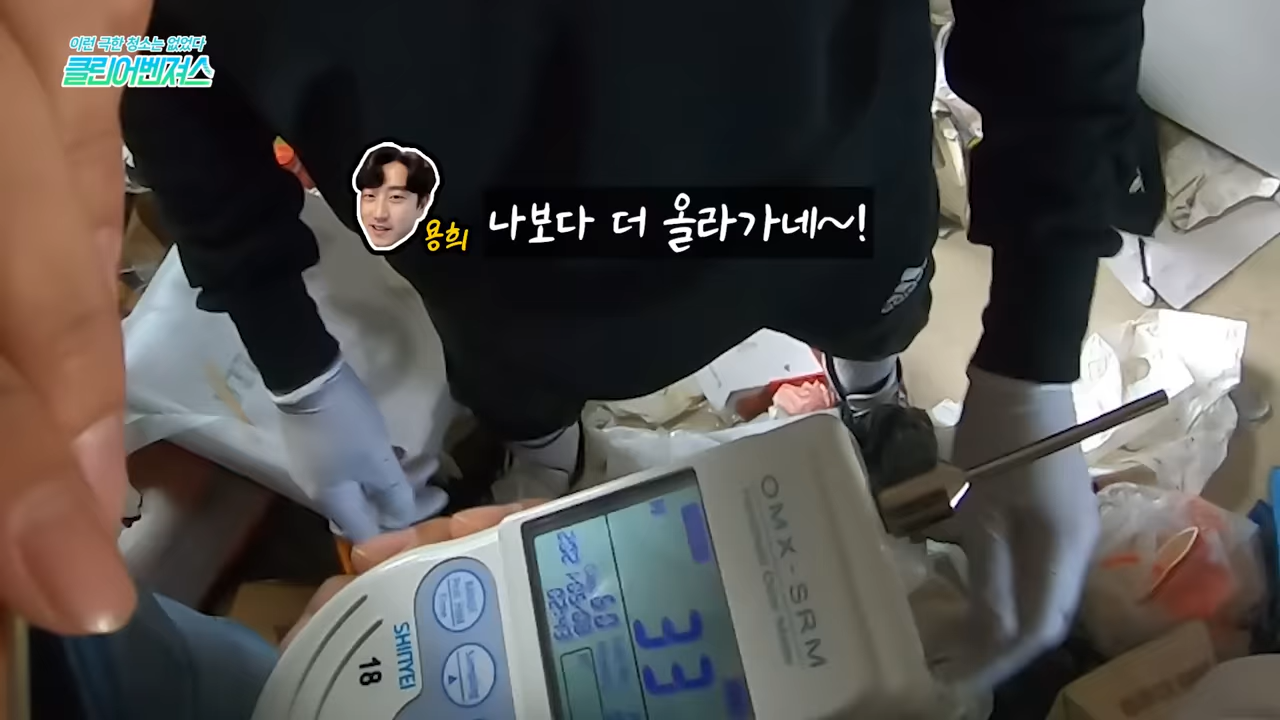 이런 극한 청소는 없었다
클린어벤져스
용희
나보다 더 올라가네~!
OMX-SRM
33
SHINYEI
18
Sampling